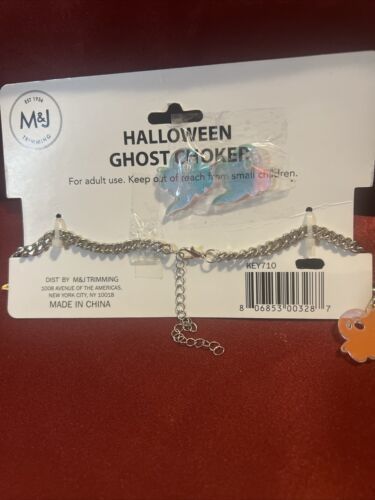 EST 1936
M&J
TRIMMING
HALLOWEEN
GHOST CHOKER
For adult use. Keep out of reach from small children.
DIST BY M&J TRIMMING
1008 AVENUE OF THE AMERICAS,
NEW YORK CITY, NY 10018
MADE IN CHINA
KEY710
8 06853 00328 7